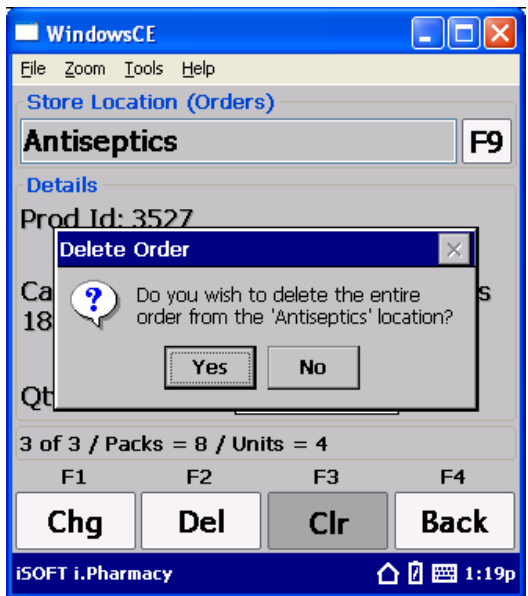 WindowsCE
File Zoom Tools Help
Store Location (Orders)
Antiseptics F9
Details
Prod Id: 3527
Delete Order
Do you wish to delete the entire
order from the 'Antiseptics' location?
Yes No
3 of 3 / Packs = 8 / Units = 4
F1 F2 F3 F4
Chg Del Clr Back
iSOFT i.Pharmacy 1:19p